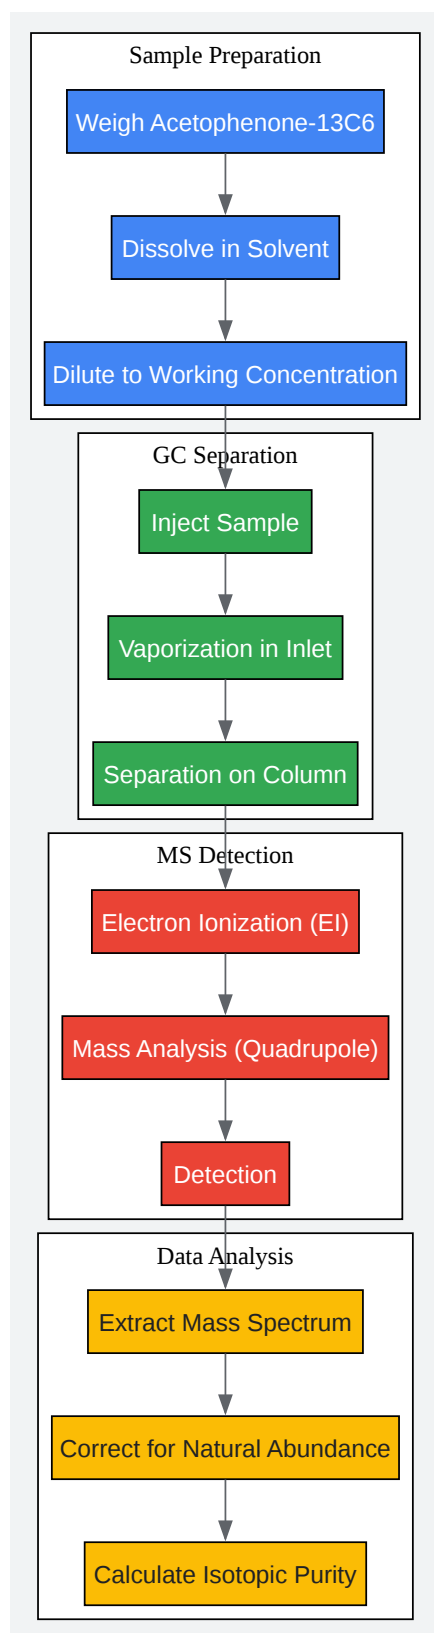 Sample Preparation
Weigh Acetophenone-13C6
Dissolve in Solvent
Dilute to Working Concentration
GC Separation
Inject Sample
Vaporization in Inlet
Separation on Column
MS Detection
Electron Ionization (EI)
Mass Analysis (Quadrupole)
Detection
Data Analysis
Extract Mass Spectrum
Correct for Natural Abundance
Calculate Isotopic Purity